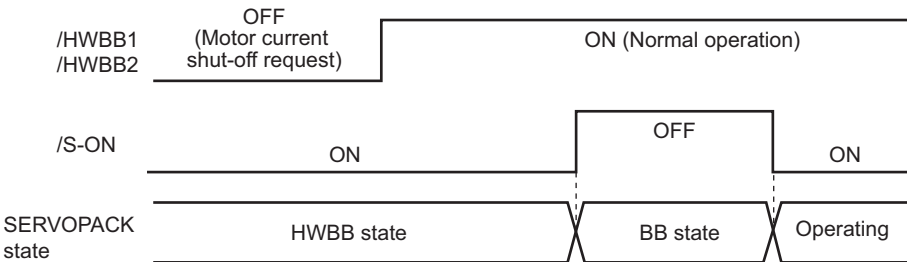 /HWBB1
/HWBB2
OFF
(Motor current
shut-off request)
ON (Normal operation)
/S-ON
ON
OFF
ON
SERVOPACK
state
HWBB state
BB state
Operating